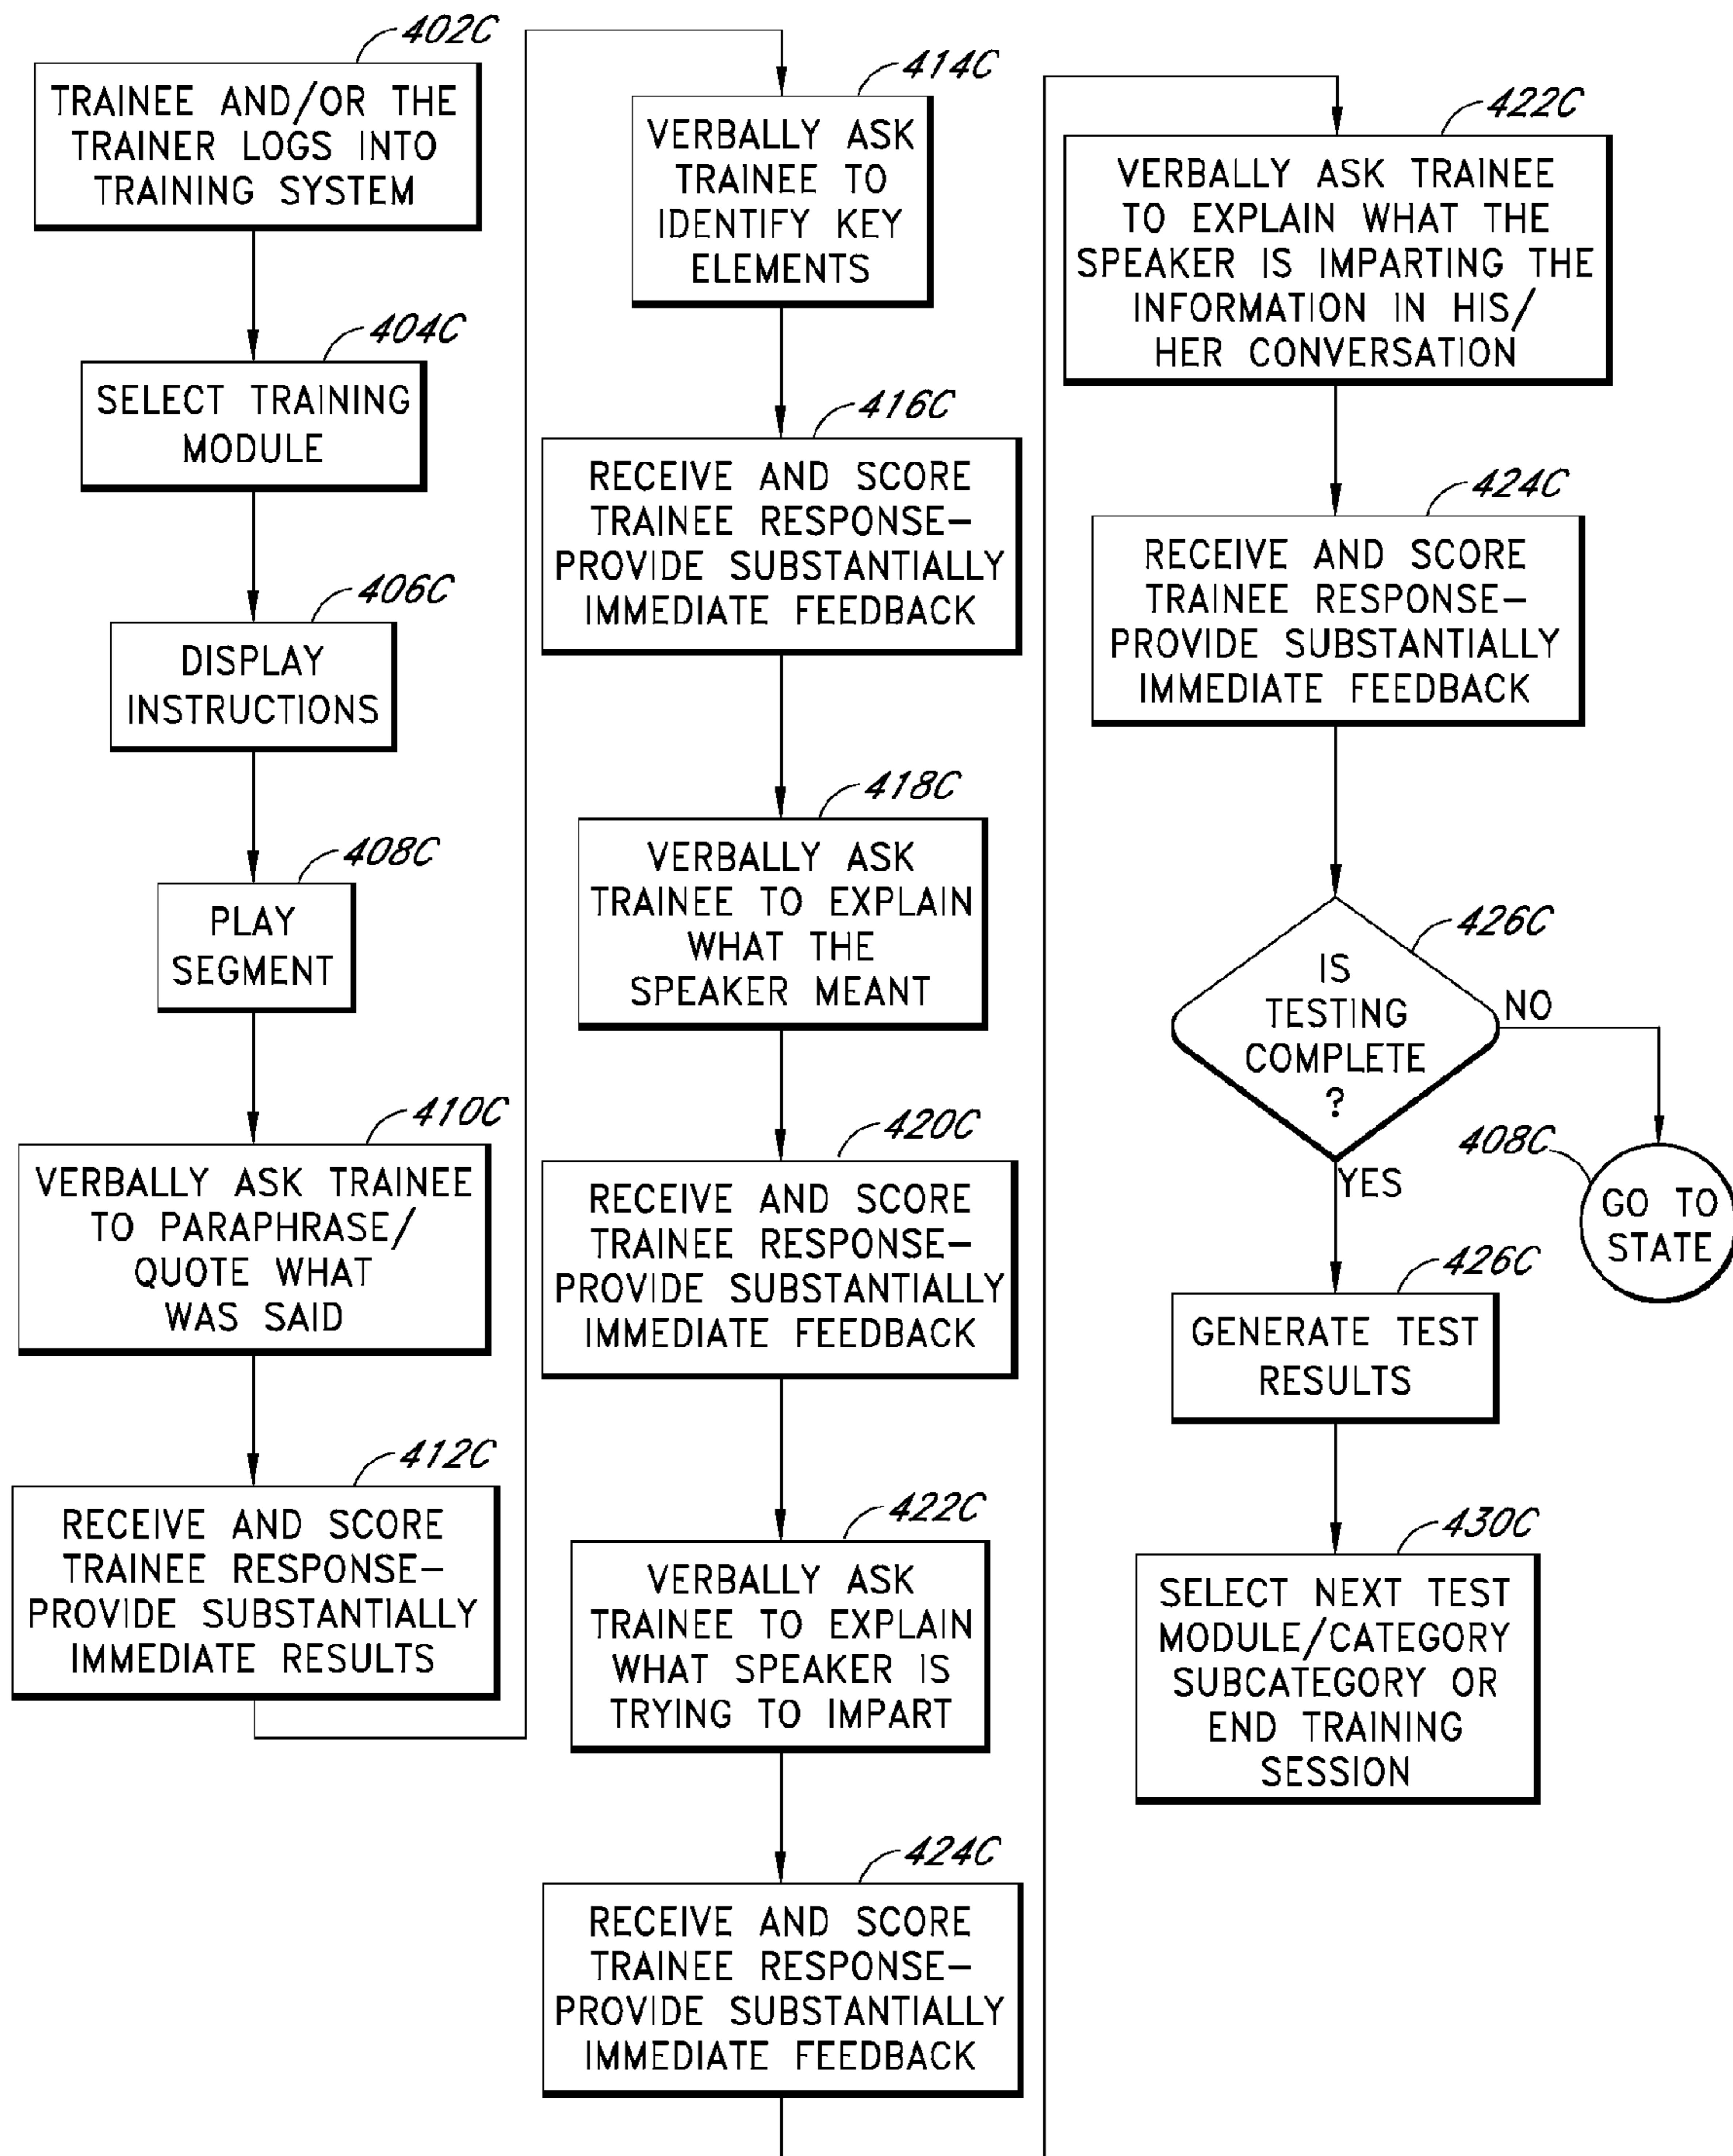 402C
TRAINEE AND/OR THE
TRAINER LOGS INTO
TRAINING SYSTEM
404C
SELECT TRAINING
MODULE
406C
DISPLAY
INSTRUCTIONS
408C
PLAY
SEGMENT
410C
VERBALLY ASK TRAINEE
TO PARAPHRASE/
QUOTE WHAT
WAS SAID
412C
RECEIVE AND SCORE
TRAINEE RESPONSE–
PROVIDE SUBSTANTIALLY
IMMEDIATE RESULTS
414C
VERBALLY ASK
TRAINEE TO
IDENTIFY KEY
ELEMENTS
416C
RECEIVE AND SCORE
TRAINEE RESPONSE–
PROVIDE SUBSTANTIALLY
IMMEDIATE FEEDBACK
418C
VERBALLY ASK
TRAINEE TO EXPLAIN
WHAT THE
SPEAKER MEANT
420C
RECEIVE AND SCORE
TRAINEE RESPONSE–
PROVIDE SUBSTANTIALLY
IMMEDIATE FEEDBACK
422C
VERBALLY ASK
TRAINEE TO EXPLAIN
WHAT SPEAKER IS
TRYING TO IMPART
424C
RECEIVE AND SCORE
TRAINEE RESPONSE–
PROVIDE SUBSTANTIALLY
IMMEDIATE FEEDBACK
422C
VERBALLY ASK TRAINEE
TO EXPLAIN WHAT THE
SPEAKER IS IMPARTING THE
INFORMATION IN HIS/
HER CONVERSATION
424C
RECEIVE AND SCORE
TRAINEE RESPONSE–
PROVIDE SUBSTANTIALLY
IMMEDIATE FEEDBACK
426C
IS
TESTING
COMPLETE
?
NO
408C
GO TO
STATE
YES
426C
GENERATE TEST
RESULTS
430C
SELECT NEXT TEST
MODULE/CATEGORY
SUBCATEGORY OR
END TRAINING
SESSION